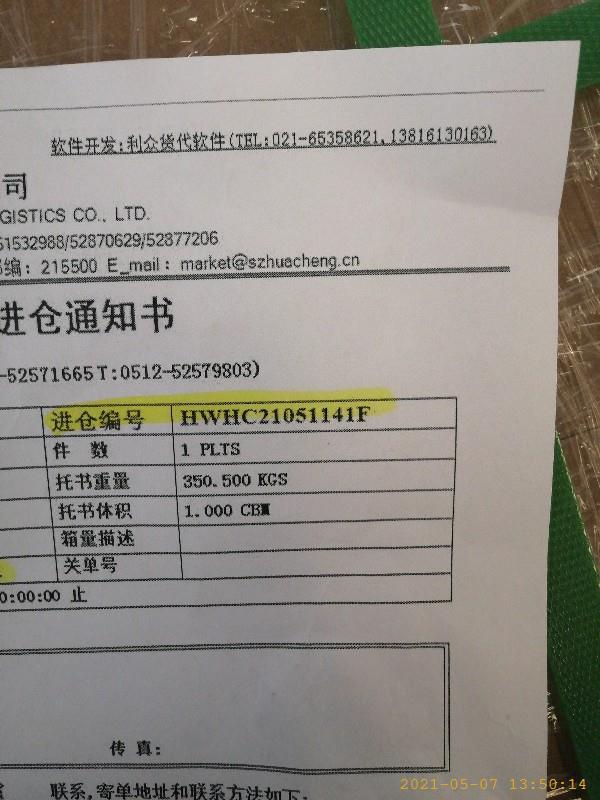 软件开发:利众货代软件(TEL:021-65358621,13816130163)
司
GISTICS CO., LTD.
51532988/52870629/52877206
编: 215500 E_mail: market@szhuacheng.cn
进仓通知书
-52571665T:0512-52579803)
进仓编号 HWHC21051141F
件 数 1 PLTS
托书重量 350.500 KGS
托书体积 1.000 CBM
箱量描述
关单号
0:00:00 止
传 真:
联系,寄单地址和联系方法如下:
2021-05-07 13:50:14